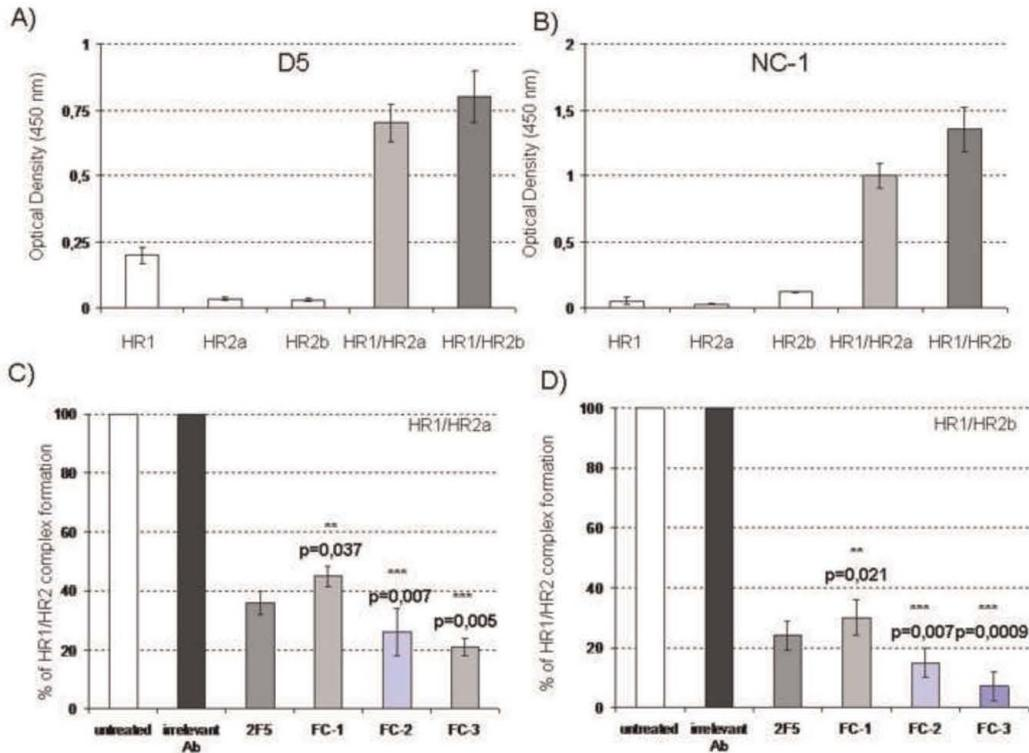 A)
D5
Optical Density (450 nm)
1
0,75
0,5
0,25
0
HR1 HR2a HR2b HR1/HR2a HR1/HR2b
B)
NC-1
Optical Density (450 nm)
2
1,5
1
0,5
0
HR1 HR2a HR2b HR1/HR2a HR1/HR2b
C)
HR1/HR2a
% of HR1/HR2 complex formation
100
80
60
40
20
0
**
p=0,037
***
p=0,007
***
p=0,005
untreated irrelevant Ab 2F5 FC-1 FC-2 FC-3
D)
HR1/HR2b
% of HR1/HR2 complex formation
100
80
60
40
20
0
**
p=0,021
***
p=0,007
***
p=0,0009
untreated irrelevant Ab 2F5 FC-1 FC-2 FC-3